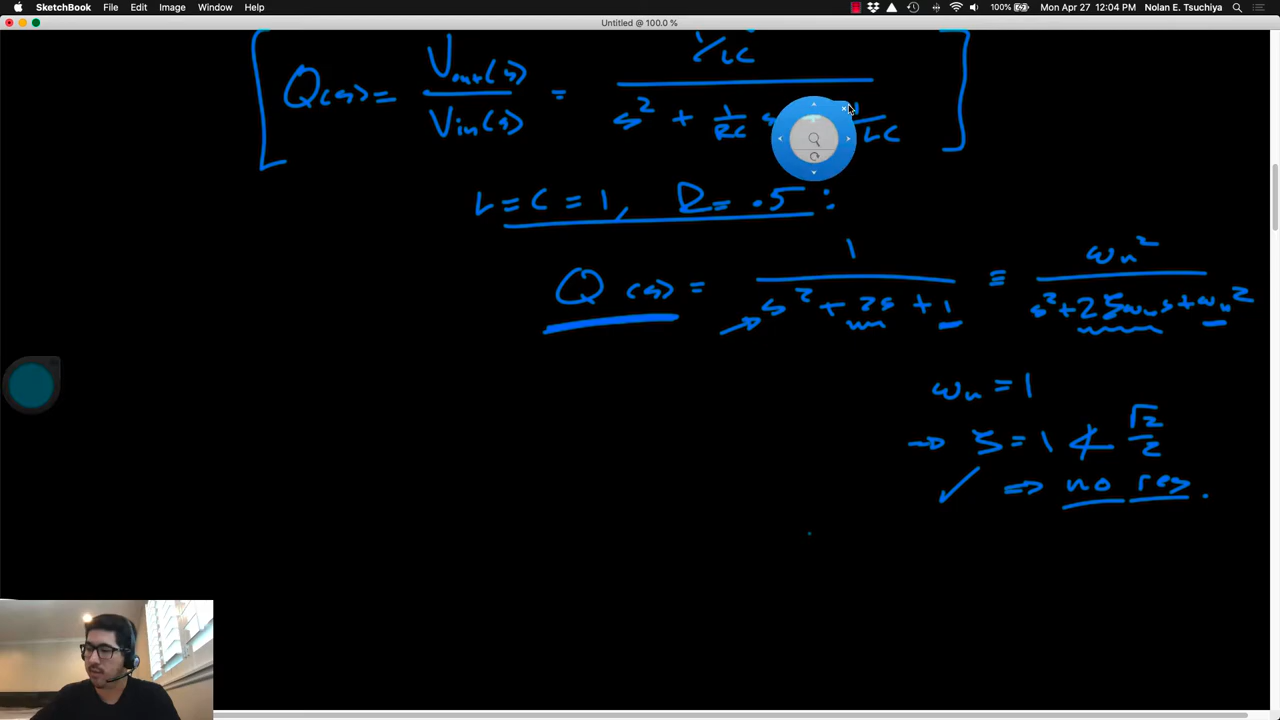 SketchBook File Edit Image Window Help 100% Mon Apr 27 12:04 PM Nolan E. Tsuchiya
Untitled @ 100.0 %
Q(s) = Vout(s) / Vin(s) = 1/LC / s² + 1/RC s + 1/LC
L = C = 1, R = .5 :
Q(s) = 1 / s² + 2s + 1 ≡ ωn² / s² + 2ζωns + ωn²
ωn = 1
→ ζ = 1 ≮ √2/2
✓ ⇒ no res.